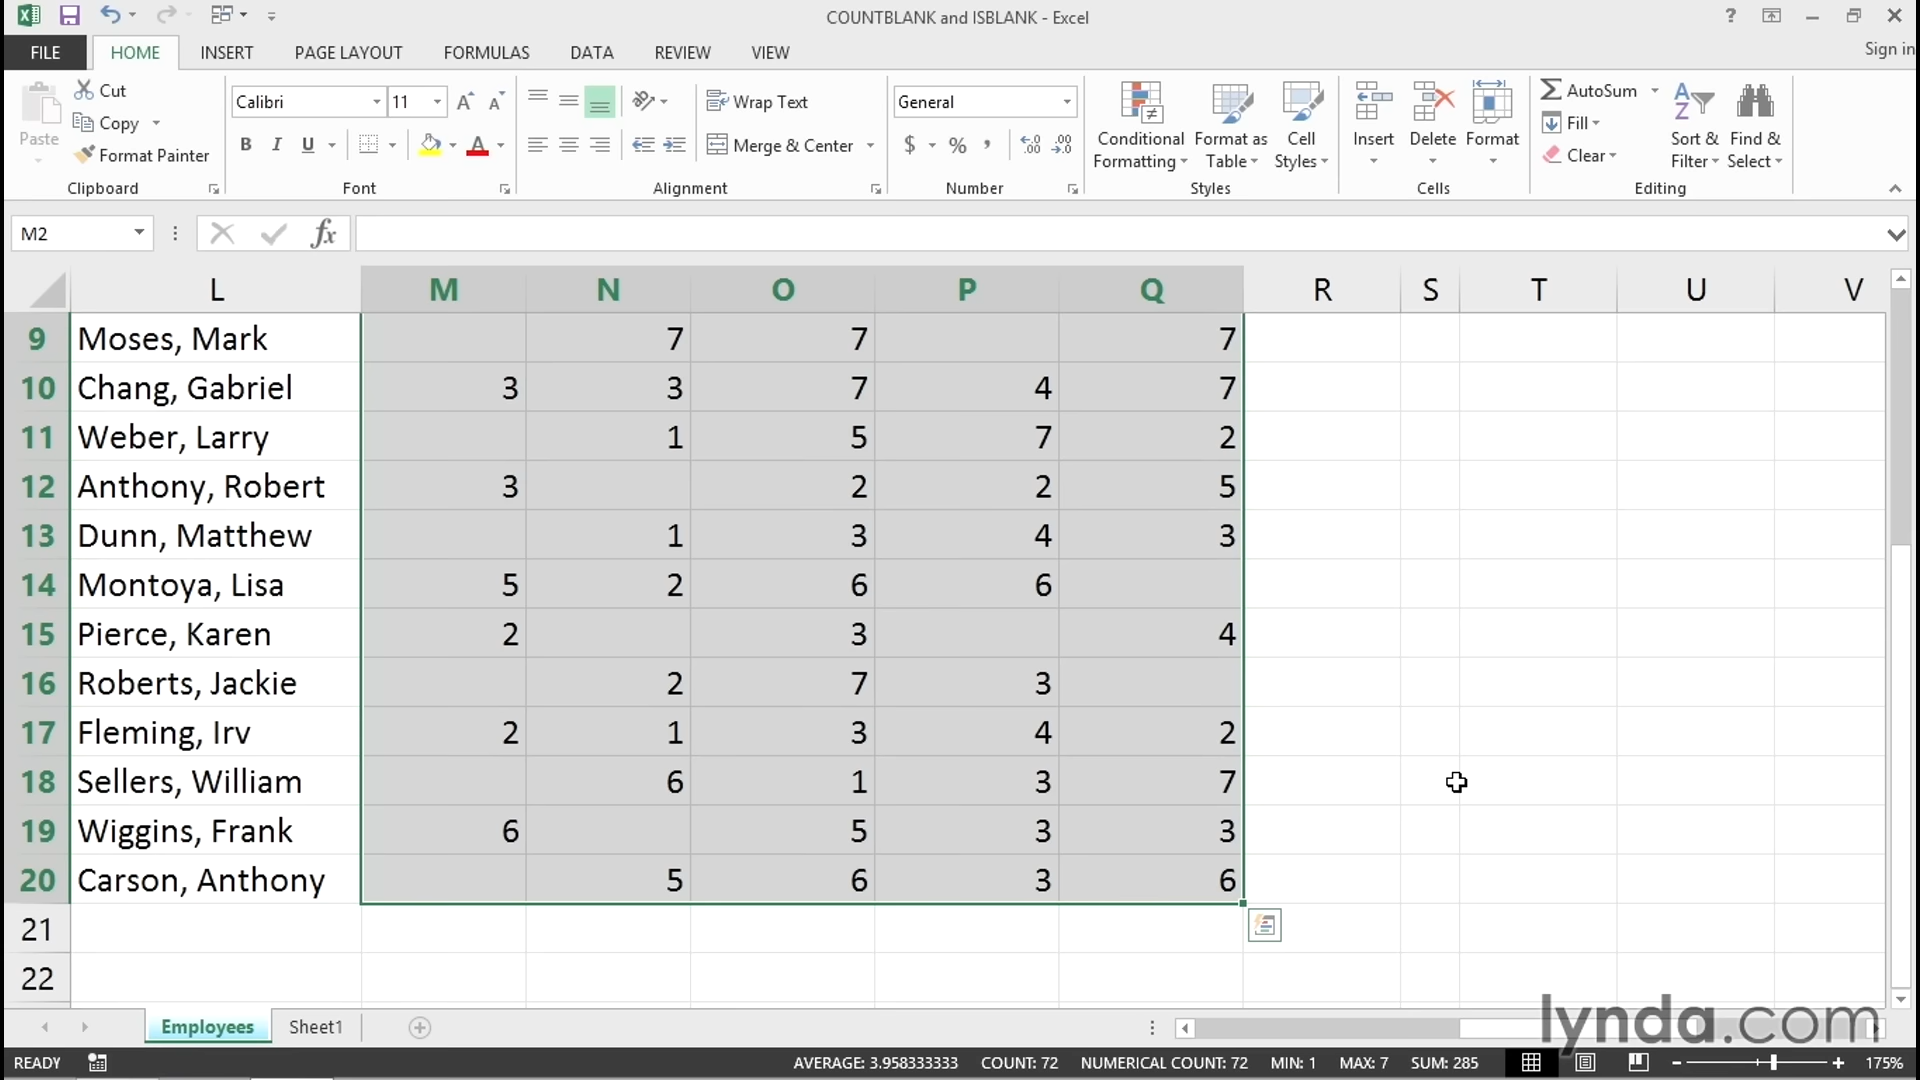 COUNTBLANK and ISBLANK - Excel
?
Sign in
FILE HOME INSERT PAGE LAYOUT FORMULAS DATA REVIEW VIEW
Paste
Cut
Copy
Format Painter
Clipboard
Calibri 11
B I U
Font
Wrap Text
Merge & Center
Alignment
General
$ % ,
Number
Conditional Formatting
Format as Table
Cell Styles
Styles
Insert
Delete
Format
Cells
AutoSum
Fill
Clear
Sort & Filter
Find & Select
Editing
M2
fx
L M N O P Q R S T U V
9 Moses, Mark 7 7 7
10 Chang, Gabriel 3 3 7 4 7
11 Weber, Larry 1 5 7 2
12 Anthony, Robert 3 2 2 5
13 Dunn, Matthew 1 3 4 3
14 Montoya, Lisa 5 2 6 6
15 Pierce, Karen 2 3 4
16 Roberts, Jackie 2 7 3
17 Fleming, Irv 2 1 3 4 2
18 Sellers, William 6 1 3 7
19 Wiggins, Frank 6 5 3 3
20 Carson, Anthony 5 6 3 6
21
22
Employees Sheet1
lynda.com
READY AVERAGE: 3.958333333 COUNT: 72 NUMERICAL COUNT: 72 MIN: 1 MAX: 7 SUM: 285 175%